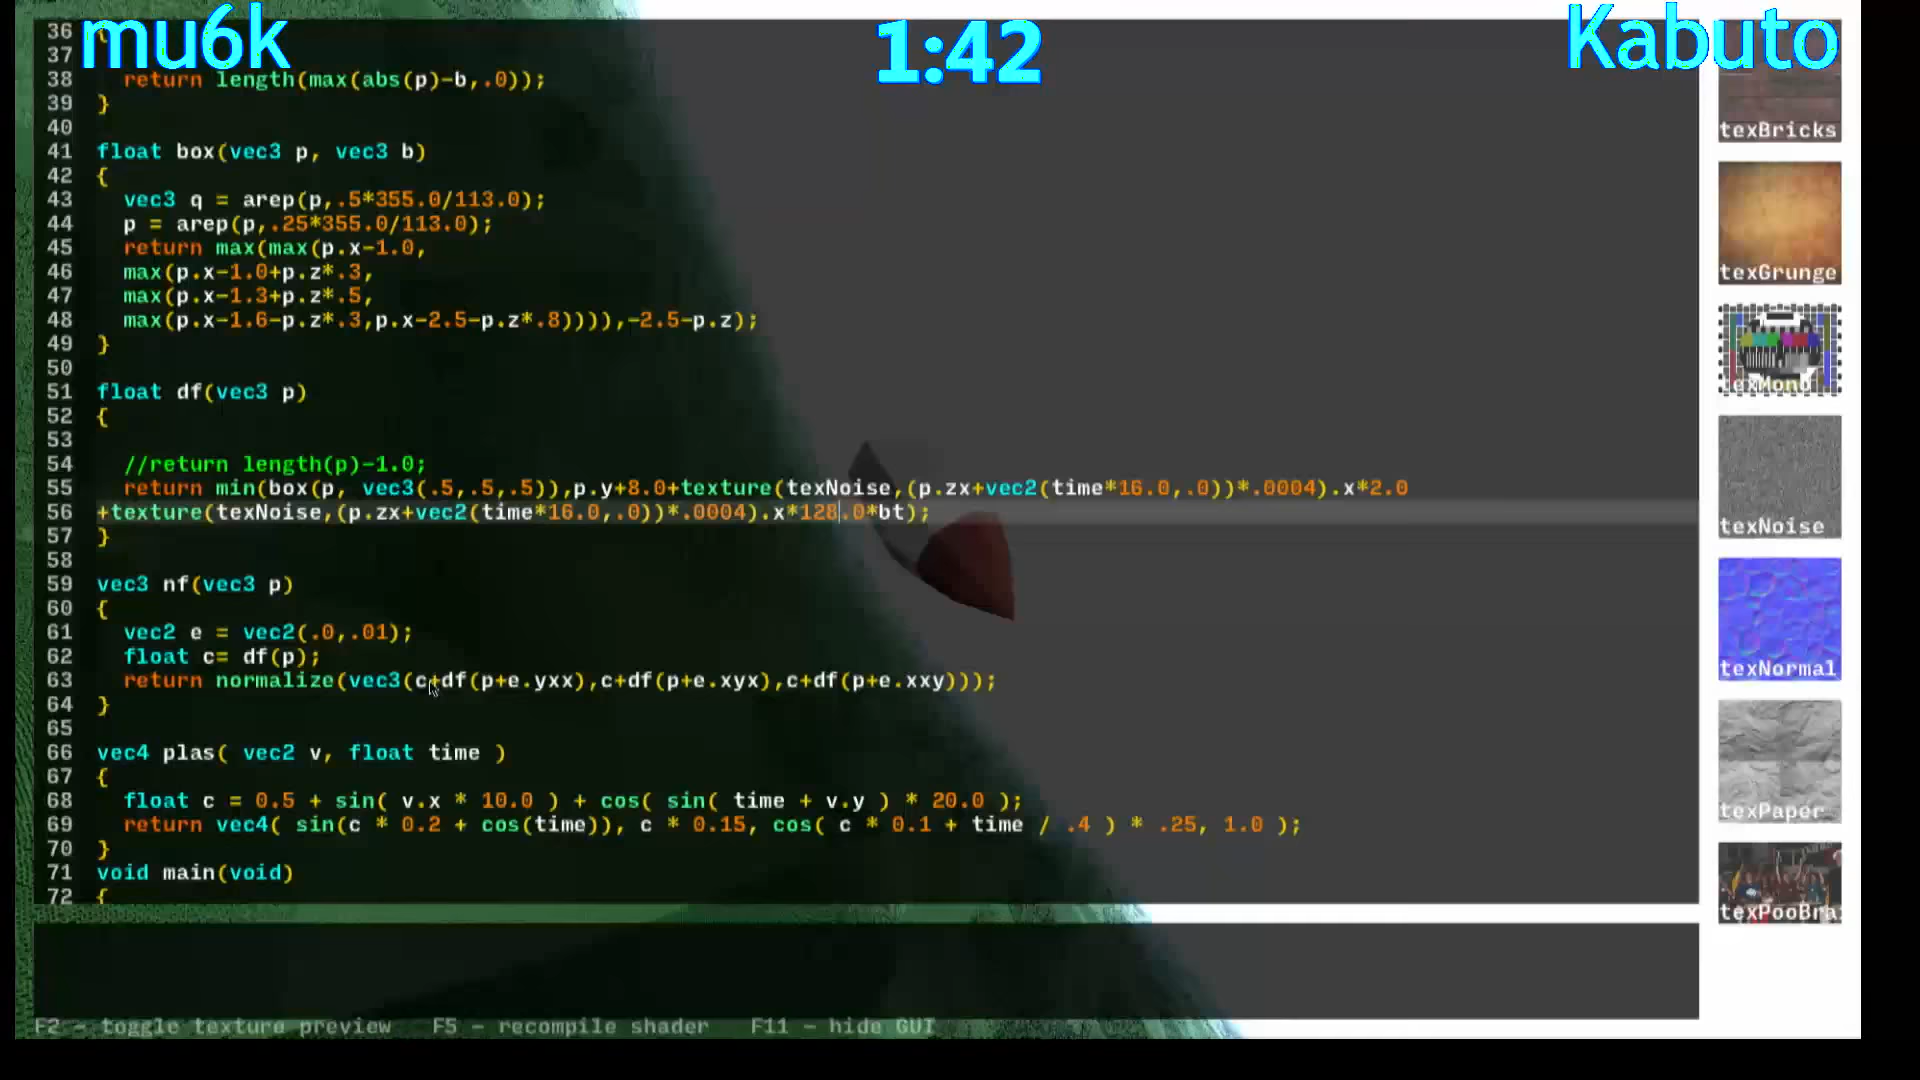 mu6k 1:42 Kabuto
36 {
37
38 return length(max(abs(p)-b,.0));
39 }
40
41 float box(vec3 p, vec3 b)
42 {
43 vec3 q = arep(p,.5*355.0/113.0);
44 p = arep(p,.25*355.0/113.0);
45 return max(max(p.x-1.0,
46 max(p.x-1.0+p.z*.3,
47 max(p.x-1.3+p.z*.5,
48 max(p.x-1.6-p.z*.3,p.x-2.5-p.z*.8)))),-2.5-p.z);
49 }
50
51 float df(vec3 p)
52 {
53
54 //return length(p)-1.0;
55 return min(box(p, vec3(.5,.5,.5)),p.y+8.0+texture(texNoise,(p.zx+vec2(time*16.0,.0))*.0004).x*2.0
56 +texture(texNoise,(p.zx+vec2(time*16.0,.0))*.0004).x*128.0*bt);
57 }
58
59 vec3 nf(vec3 p)
60 {
61 vec2 e = vec2(.0,.01);
62 float c= df(p);
63 return normalize(vec3(c+df(p+e.yxx),c+df(p+e.xyx),c+df(p+e.xxy)));
64 }
65
66 vec4 plas( vec2 v, float time )
67 {
68 float c = 0.5 + sin( v.x * 10.0 ) + cos( sin( time + v.y ) * 20.0 );
69 return vec4( sin(c * 0.2 + cos(time)), c * 0.15, cos( c * 0.1 + time / .4 ) * .25, 1.0 );
70 }
71 void main(void)
72 {
texBricks
texGrunge
texMono
texNoise
texNormal
texPaper
texPooBra
F2 - toggle texture preview F5 - recompile shader F11 - hide GUI